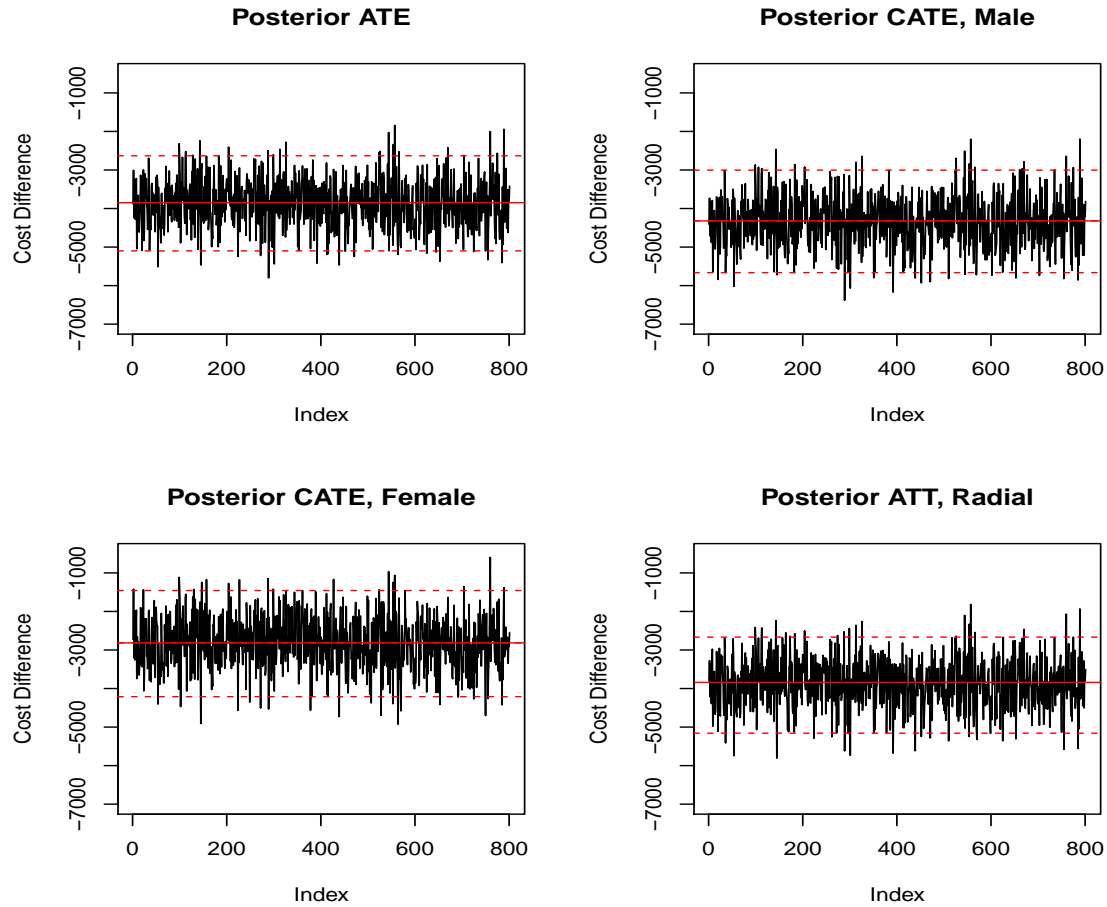 Posterior ATE
Cost Difference
−1000
−3000
−5000
−7000
0 200 400 600 800
Index
Posterior CATE, Male
Cost Difference
−1000
−3000
−5000
−7000
0 200 400 600 800
Index
Posterior CATE, Female
Cost Difference
−1000
−3000
−5000
−7000
0 200 400 600 800
Index
Posterior ATT, Radial
Cost Difference
−1000
−3000
−5000
−7000
0 200 400 600 800
Index